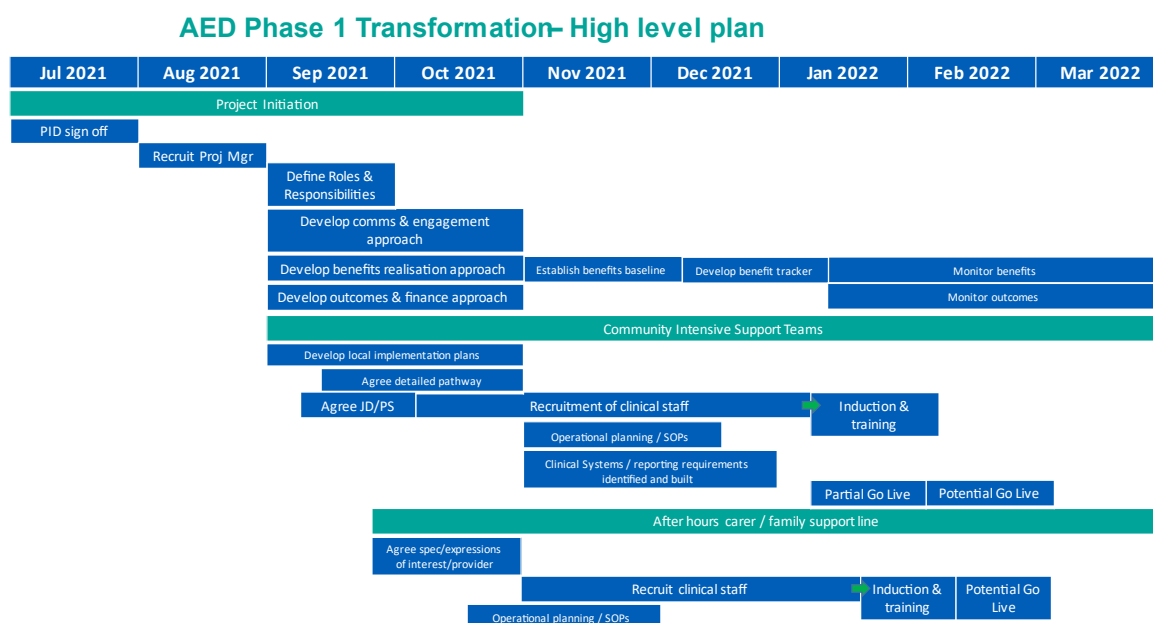 AED Phase 1 Transformation– High level plan
Jul 2021 Aug 2021 Sep 2021 Oct 2021 Nov 2021 Dec 2021 Jan 2022 Feb 2022 Mar 2022
Project Initiation
PID sign off
Recruit Proj Mgr
Define Roles &
Responsibilities
Develop comms & engagement
approach
Develop benefits realisation approach
Establish benefits baseline
Develop benefit tracker
Monitor benefits
Develop outcomes & finance approach
Monitor outcomes
Community Intensive Support Teams
Develop local implementation plans
Agree detailed pathway
Agree JD/PS
Recruitment of clinical staff
Induction &
training
Operational planning / SOPs
Clinical Systems / reporting requirements
identified and built
Partial Go Live
Potential Go Live
After hours carer / family support line
Agree spec/expressions
of interest/provider
Recruit clinical staff
Induction &
training
Potential Go
Live
Operational planning / SOPs